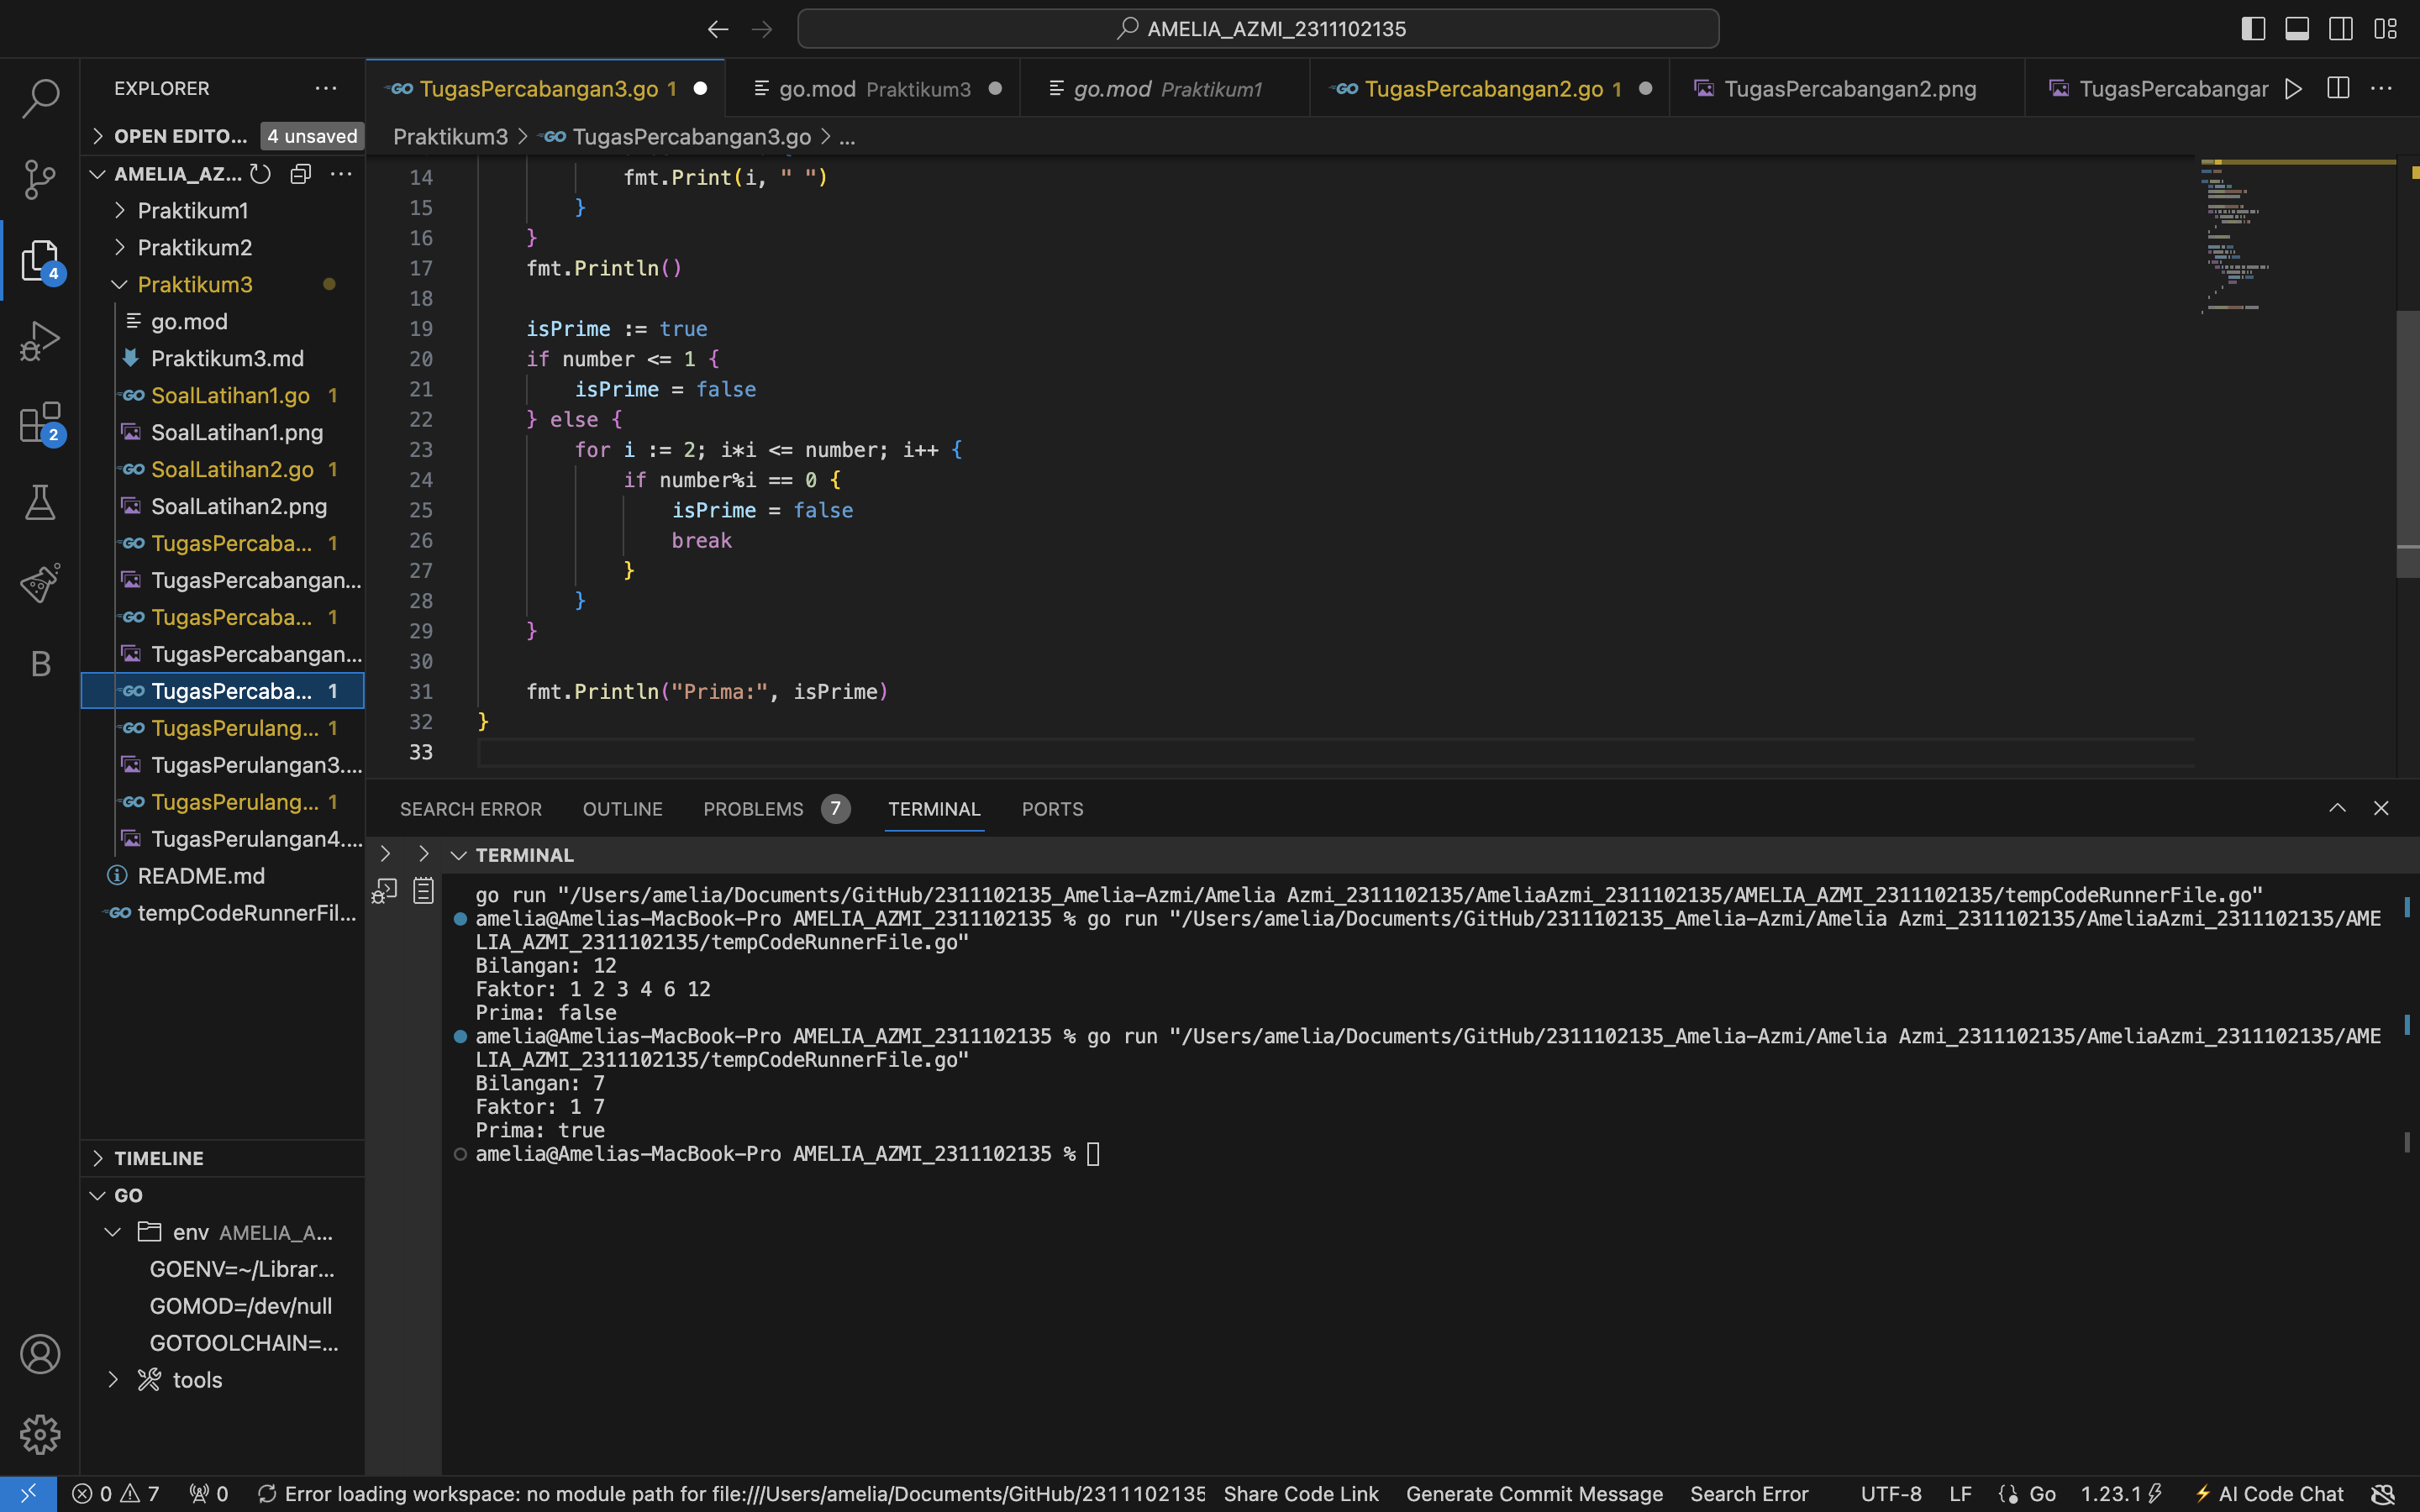 AMELIA_AZMI_2311102135
EXPLORER
OPEN EDITO... 4 unsaved
AMELIA_AZ...
Praktikum1
Praktikum2
Praktikum3
go.mod
Praktikum3.md
SoalLatihan1.go 1
SoalLatihan1.png
SoalLatihan2.go 1
SoalLatihan2.png
TugasPercaba... 1
TugasPercabangan...
TugasPercaba... 1
TugasPercabangan...
TugasPercaba... 1
TugasPerulang... 1
TugasPerulangan3....
TugasPerulang... 1
TugasPerulangan4....
README.md
tempCodeRunnerFil...
TIMELINE
GO
env AMELIA_A...
GOENV=~/Librar...
GOMOD=/dev/null
GOTOOLCHAIN=...
tools
4
2
B
TugasPercabangan3.go 1
go.mod Praktikum3
go.mod Praktikum1
TugasPercabangan2.go 1
TugasPercabangan2.png
TugasPercabangar
Praktikum3 > TugasPercabangan3.go > ...
14 fmt.Print(i, " ")
15 }
16 }
17 fmt.Println()
18
19 isPrime := true
20 if number <= 1 {
21 isPrime = false
22 } else {
23 for i := 2; i*i <= number; i++ {
24 if number%i == 0 {
25 isPrime = false
26 break
27 }
28 }
29 }
30
31 fmt.Println("Prima:", isPrime)
32 }
33
SEARCH ERROR OUTLINE PROBLEMS 7 TERMINAL PORTS
TERMINAL
go run "/Users/amelia/Documents/GitHub/2311102135_Amelia-Azmi/Amelia Azmi_2311102135/AmeliaAzmi_2311102135/AMELIA_AZMI_2311102135/tempCodeRunnerFile.go"
amelia@Amelias-MacBook-Pro AMELIA_AZMI_2311102135 % go run "/Users/amelia/Documents/GitHub/2311102135_Amelia-Azmi/Amelia Azmi_2311102135/AmeliaAzmi_2311102135/AME
LIA_AZMI_2311102135/tempCodeRunnerFile.go"
Bilangan: 12
Faktor: 1 2 3 4 6 12
Prima: false
amelia@Amelias-MacBook-Pro AMELIA_AZMI_2311102135 % go run "/Users/amelia/Documents/GitHub/2311102135_Amelia-Azmi/Amelia Azmi_2311102135/AmeliaAzmi_2311102135/AME
LIA_AZMI_2311102135/tempCodeRunnerFile.go"
Bilangan: 7
Faktor: 1 7
Prima: true
amelia@Amelias-MacBook-Pro AMELIA_AZMI_2311102135 %
0 7 0 Error loading workspace: no module path for file:///Users/amelia/Documents/GitHub/2311102135 Share Code Link Generate Commit Message Search Error UTF-8 LF Go 1.23.1 AI Code Chat